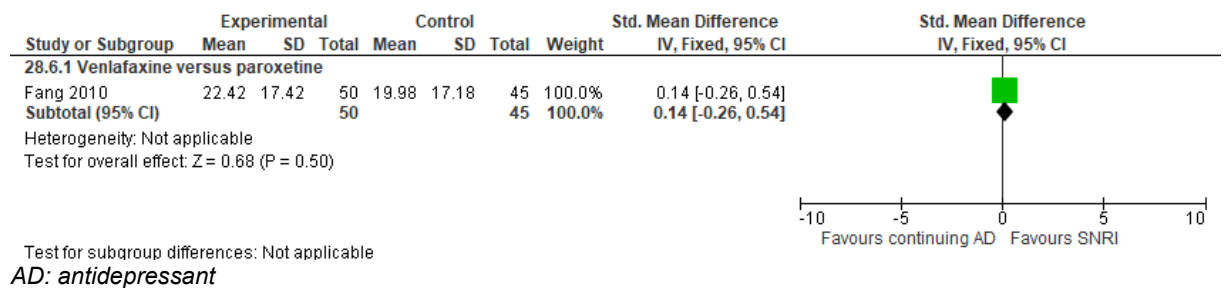 Experimental Control Std. Mean Difference Std. Mean Difference
Study or Subgroup Mean SD Total Mean SD Total Weight IV, Fixed, 95% CI IV, Fixed, 95% CI
28.6.1 Venlafaxine versus paroxetine
Fang 2010 22.42 17.42 50 19.98 17.18 45 100.0% 0.14 [-0.26, 0.54]
Subtotal (95% CI) 50 45 100.0% 0.14 [-0.26, 0.54]
Heterogeneity: Not applicable
Test for overall effect: Z = 0.68 (P = 0.50)
-10 -5 0 5 10
Favours continuing AD Favours SNRI
Test for subgroup differences: Not applicable
AD: antidepressant